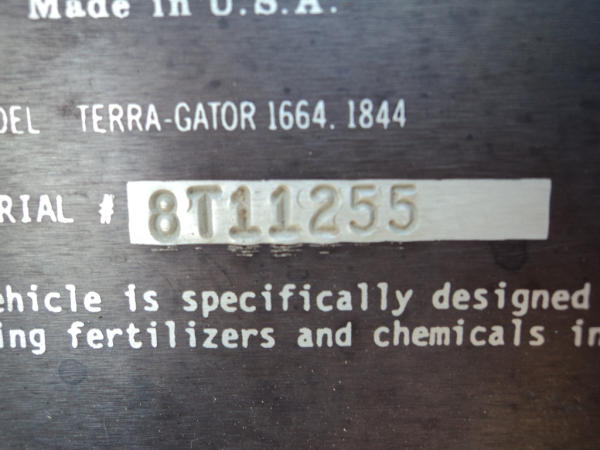 Made in U.S.A.
DEL TERRA-GATOR 1664. 1844
RIAL # 8T11255
ehicle is specifically designed
ing fertilizers and chemicals in